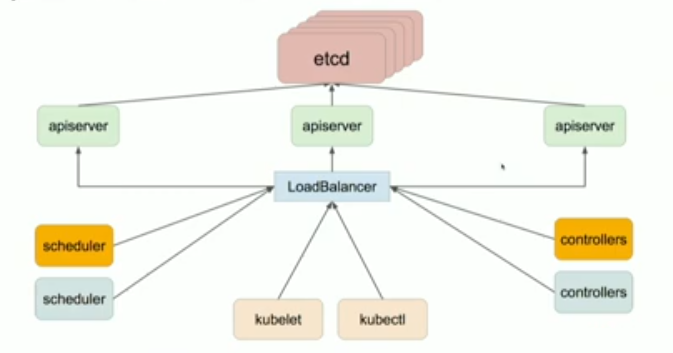 etcd
apiserver
apiserver
apiserver
LoadBalancer
scheduler
controllers
scheduler
controllers
kubelet
kubectl